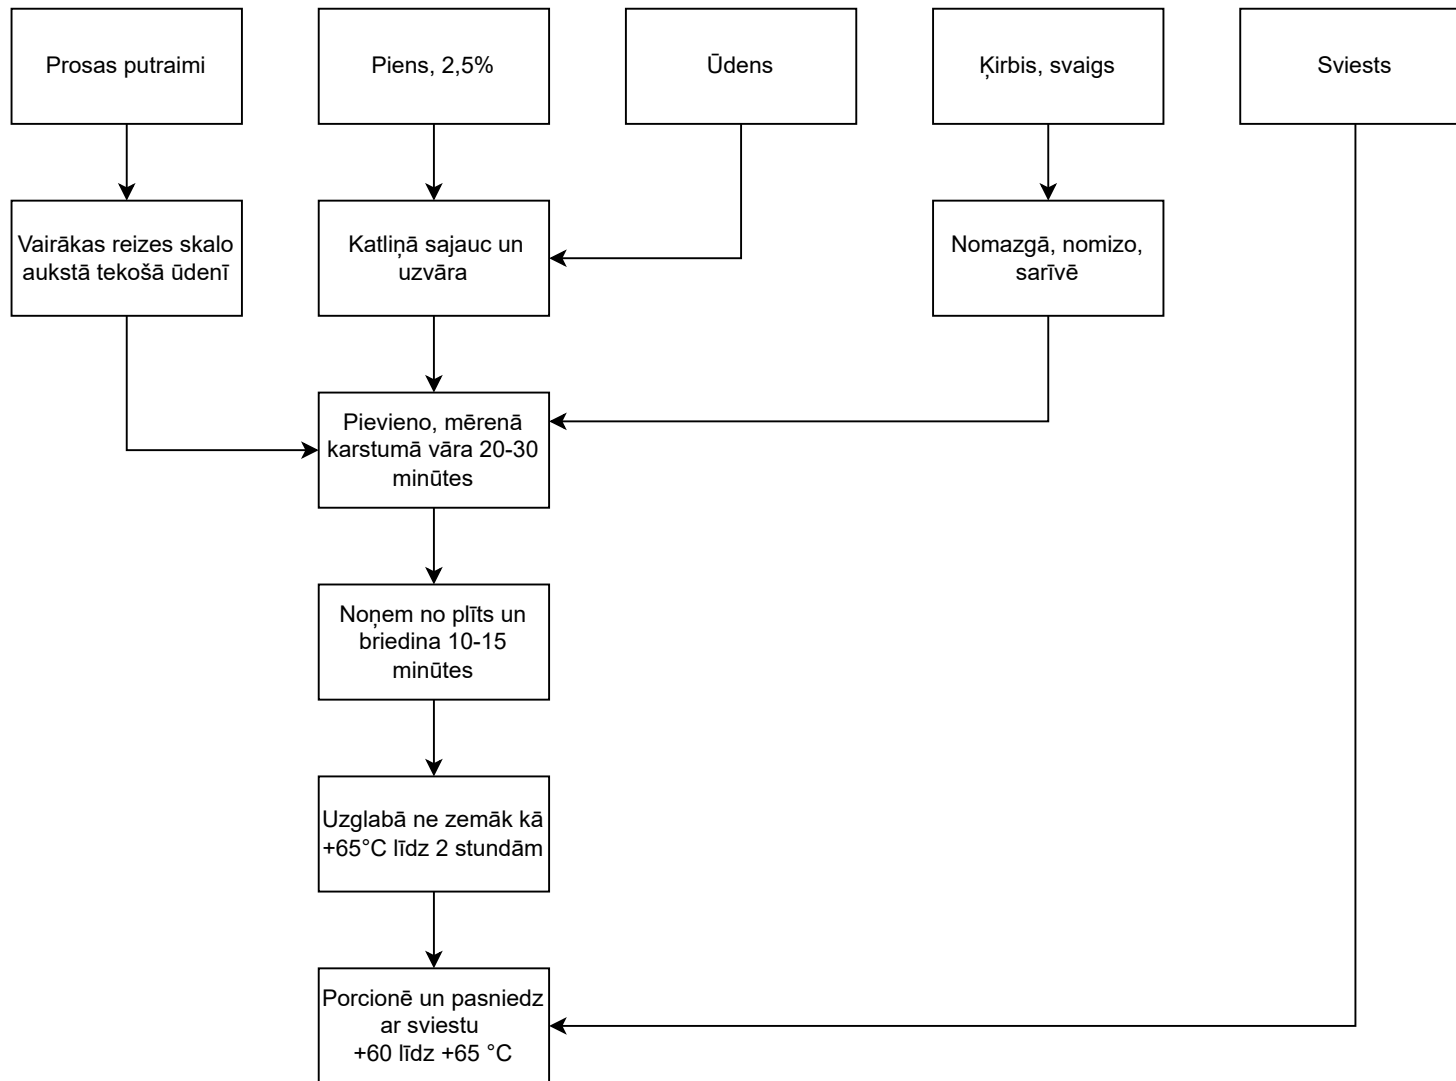 Prosas putraimi
Piens, 2,5%
Ūdens
Ķirbis, svaigs
Sviests
Vairākas reizes skalo
aukstā tekošā ūdenī
Katliņā sajauc un
uzvāra
Nomazgā, nomizo,
sarīvē
Pievieno, mērenā
karstumā vāra 20-30
minūtes
Noņem no plīts un
briedina 10-15
minūtes
Uzglabā ne zemāk kā
+65°C līdz 2 stundām
Porcionē un pasniedz
ar sviestu
+60 līdz +65 °C